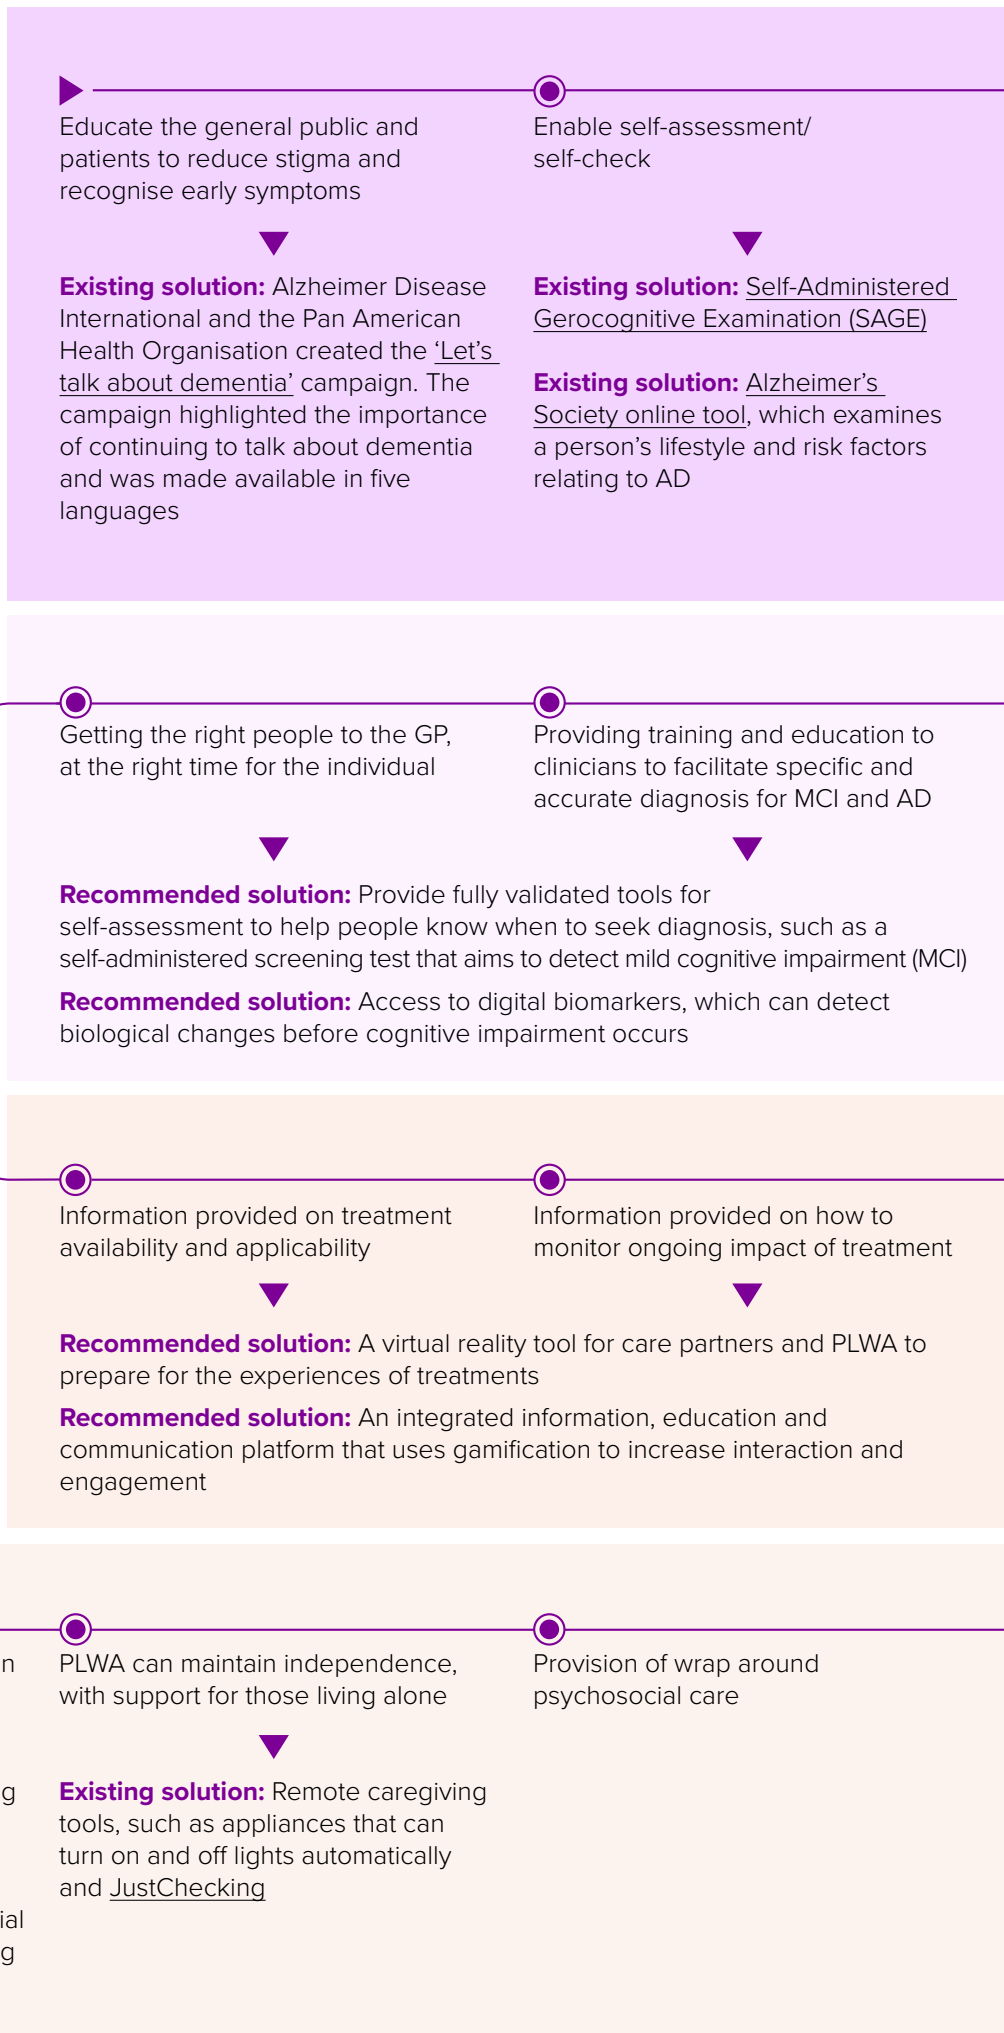 Educate the general public and
patients to reduce stigma and
recognise early symptoms
Existing solution: Alzheimer Disease
International and the Pan American
Health Organisation created the ‘Let’s
talk about dementia’ campaign. The
campaign highlighted the importance
of continuing to talk about dementia
and was made available in five
languages
Enable self-assessment/
self-check
Existing solution: Self-Administered
Gerocognitive Examination (SAGE)
Existing solution: Alzheimer’s
Society online tool, which examines
a person’s lifestyle and risk factors
relating to AD
Getting the right people to the GP,
at the right time for the individual
Providing training and education to
clinicians to facilitate specific and
accurate diagnosis for MCI and AD
Recommended solution: Provide fully validated tools for
self-assessment to help people know when to seek diagnosis, such as a
self-administered screening test that aims to detect mild cognitive impairment (MCI)
Recommended solution: Access to digital biomarkers, which can detect
biological changes before cognitive impairment occurs
Information provided on treatment
availability and applicability
Information provided on how to
monitor ongoing impact of treatment
Recommended solution: A virtual reality tool for care partners and PLWA to
prepare for the experiences of treatments
Recommended solution: An integrated information, education and
communication platform that uses gamification to increase interaction and
engagement
n
g
ial
g
PLWA can maintain independence,
with support for those living alone
Existing solution: Remote caregiving
tools, such as appliances that can
turn on and off lights automatically
and JustChecking
Provision of wrap around
psychosocial care